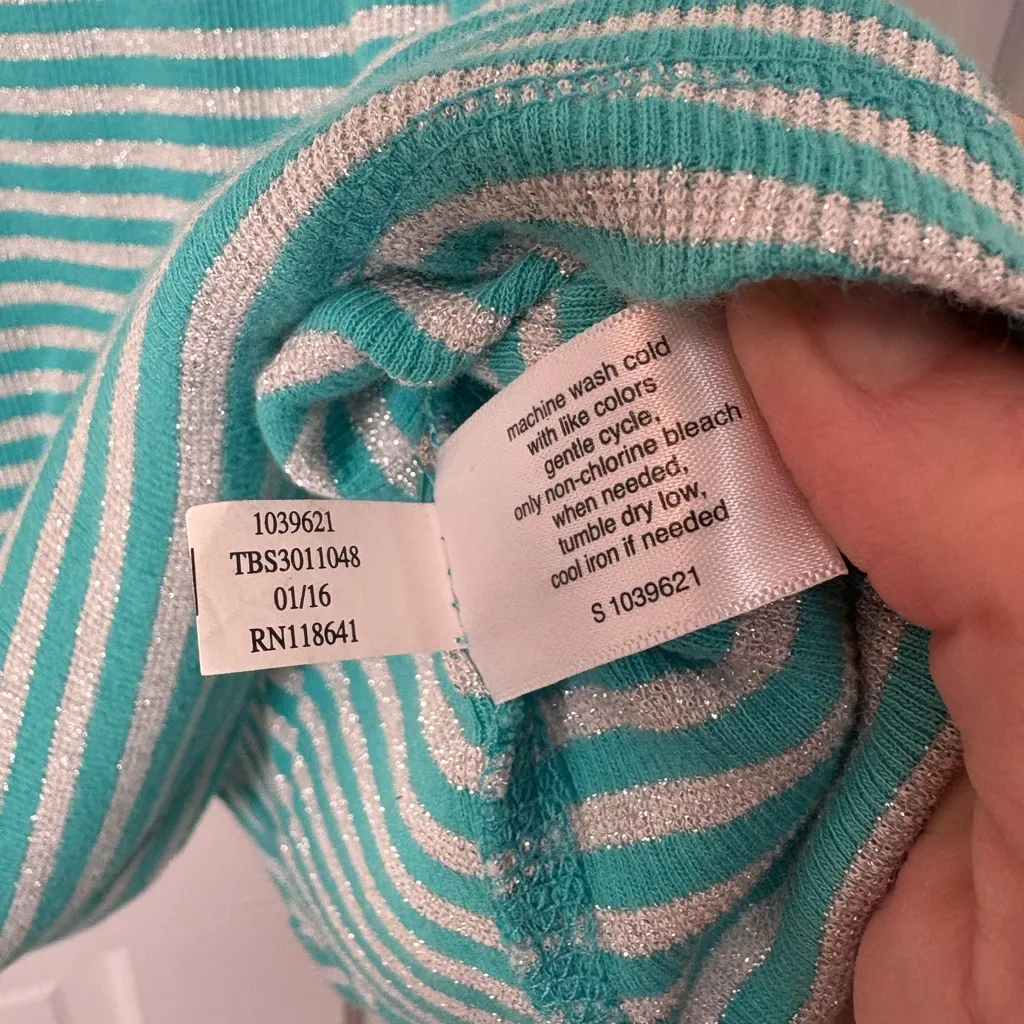 1039621
TBS3011048
01/16
RN118641
machine wash cold
with like colors
gentle cycle,
only non-chlorine bleach
when needed,
tumble dry low,
cool iron if needed
S 1039621